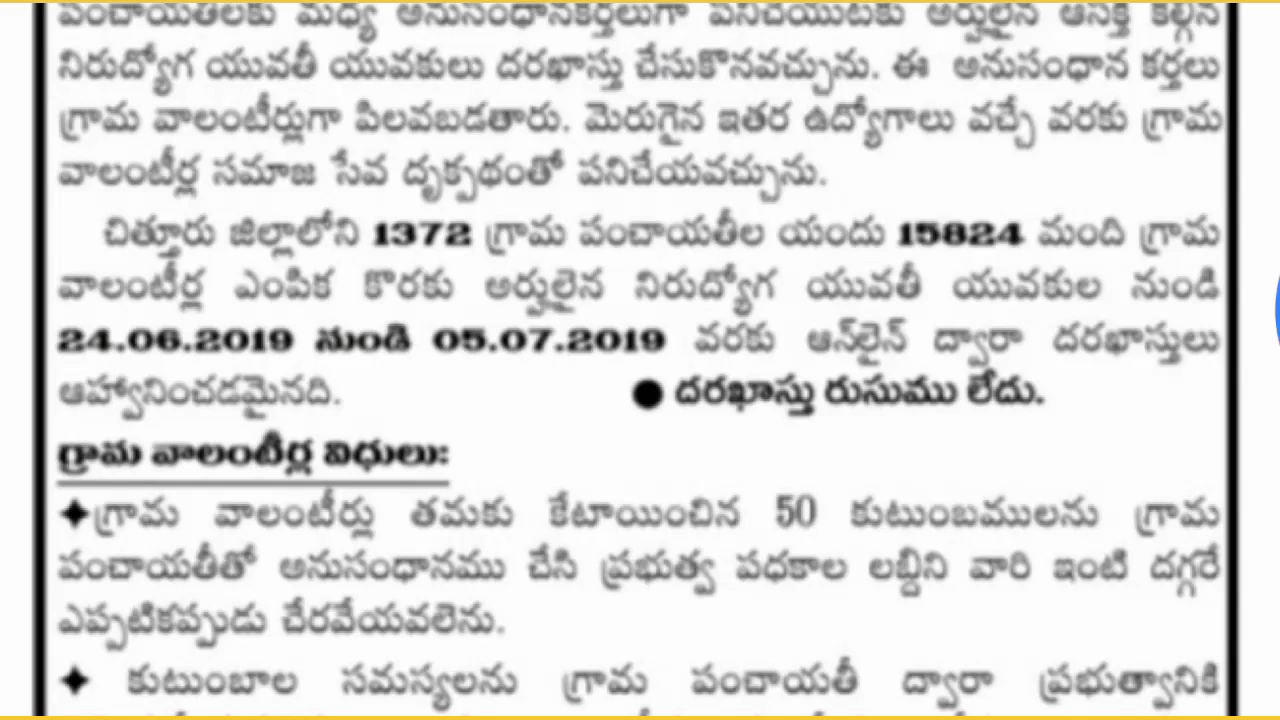 పంచాయతీలకు మధ్య అనుసంధానకర్తలుగా పనిచేయుటకు అర్హులైన ఆసక్తి కల్గిన
నిరుద్యోగ యువతీ యువకులు దరఖాస్తు చేసుకొనవచ్చును. ఈ అనుసంధాన కర్తలు
గ్రామ వాలంటీర్లుగా పిలవబడతారు. మెరుగైన ఇతర ఉద్యోగాలు వచ్చే వరకు గ్రామ
వాలంటీర్ల సమాజ సేవ దృక్పథంతో పనిచేయవచ్చును.
చిత్తూరు జిల్లాలోని 1372 గ్రామ పంచాయతీల యందు 15824 మంది గ్రామ
వాలంటీర్ల ఎంపిక కొరకు అర్హులైన నిరుద్యోగ యువతీ యువకుల నుండి
24.06.2019 నుండి 05.07.2019 వరకు ఆన్‌లైన్ ద్వారా దరఖాస్తులు
ఆహ్వానించడమైనది. ● దరఖాస్తు రుసుము లేదు.
గ్రామ వాలంటీర్ల విధులు:
✦గ్రామ వాలంటీర్లు తమకు కేటాయించిన 50 కుటుంబములను గ్రామ
పంచాయతీతో అనుసంధానము చేసి ప్రభుత్వ పధకాల లబ్దిని వారి ఇంటి దగ్గరే
ఎప్పటికప్పుడు చేరవేయవలెను.
✦ కుటుంబాల సమస్యలను గ్రామ పంచాయతీ ద్వారా ప్రభుత్వానికి